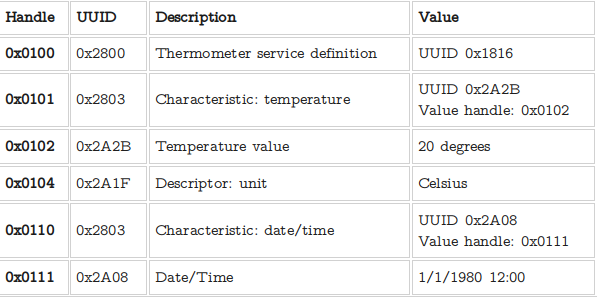 Handle UUID Description Value
0x0100 0x2800 Thermometer service definition UUID 0x1816
0x0101 0x2803 Characteristic: temperature UUID 0x2A2B
Value handle: 0x0102
0x0102 0x2A2B Temperature value 20 degrees
0x0104 0x2A1F Descriptor: unit Celsius
0x0110 0x2803 Characteristic: date/time UUID 0x2A08
Value handle: 0x0111
0x0111 0x2A08 Date/Time 1/1/1980 12:00